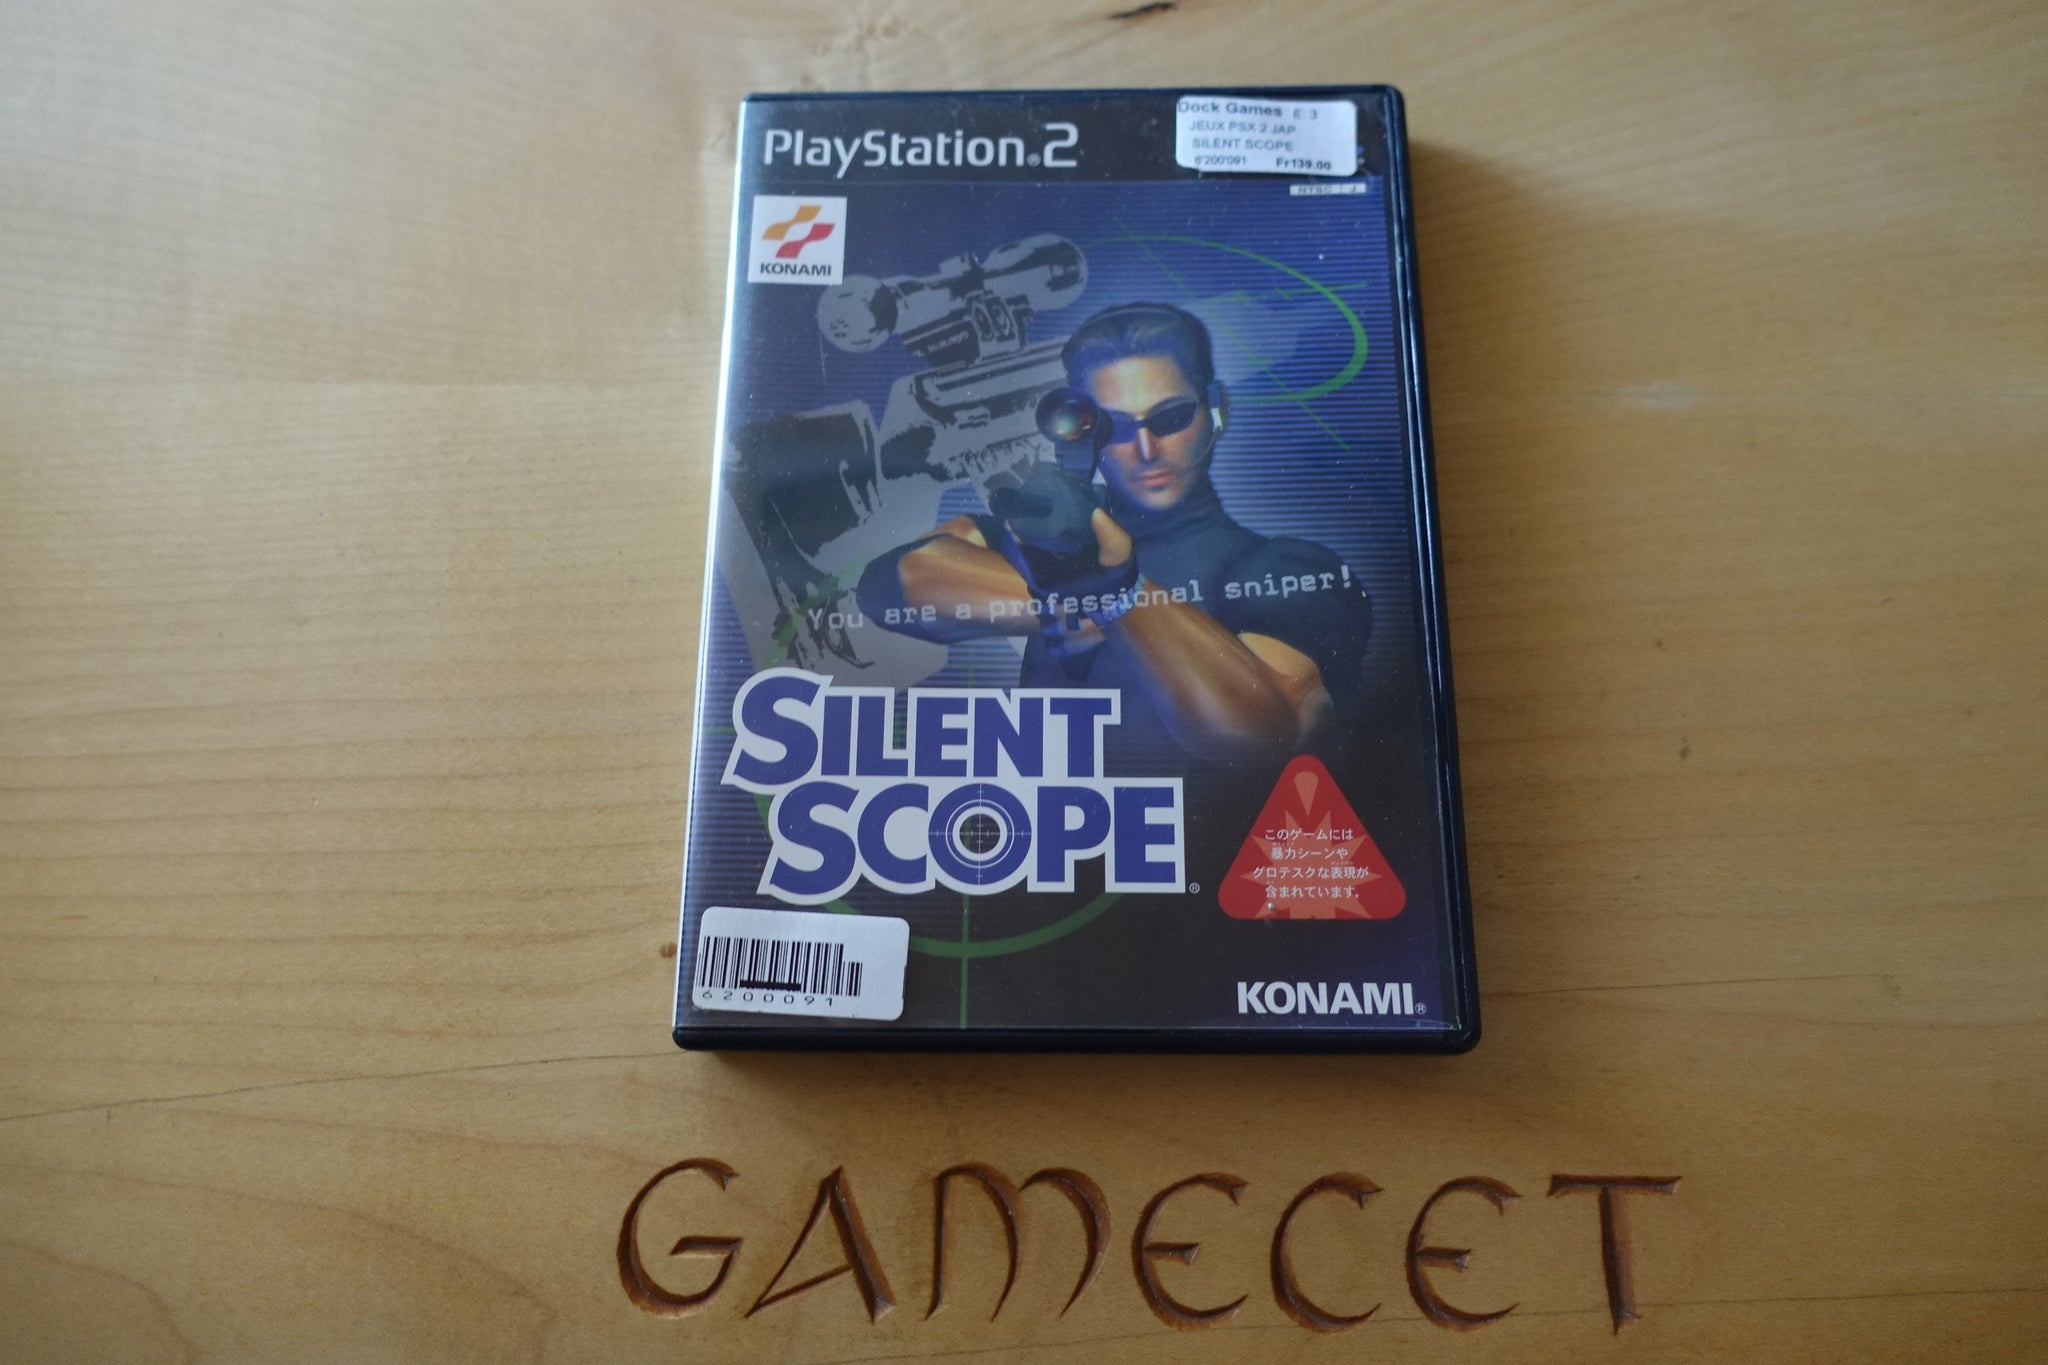 PlayStation®2
Dock Games E: 3
JEUX PSX 2 JAP
SILENT SCOPE
6'200'091 Fr139.00
NTSC J
KONAMI
You are a professional sniper!
SILENT
SCOPE®
このゲームには
暴力シーンや
グロテスクな表現が
含まれています。
6200091
KONAMI®
GAMECET